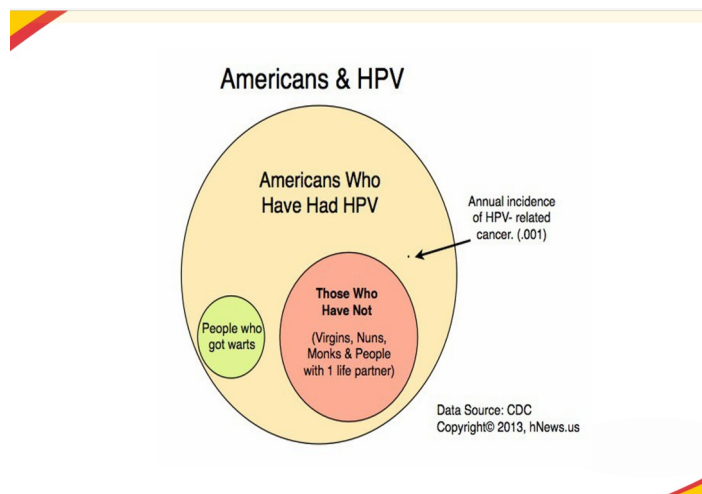 Americans & HPV
Americans Who
Have Had HPV
Annual incidence
of HPV- related
cancer. (.001)
Those Who
Have Not
(Virgins, Nuns,
Monks & People
with 1 life partner)
People who
got warts
Data Source: CDC
Copyright© 2013, hNews.us